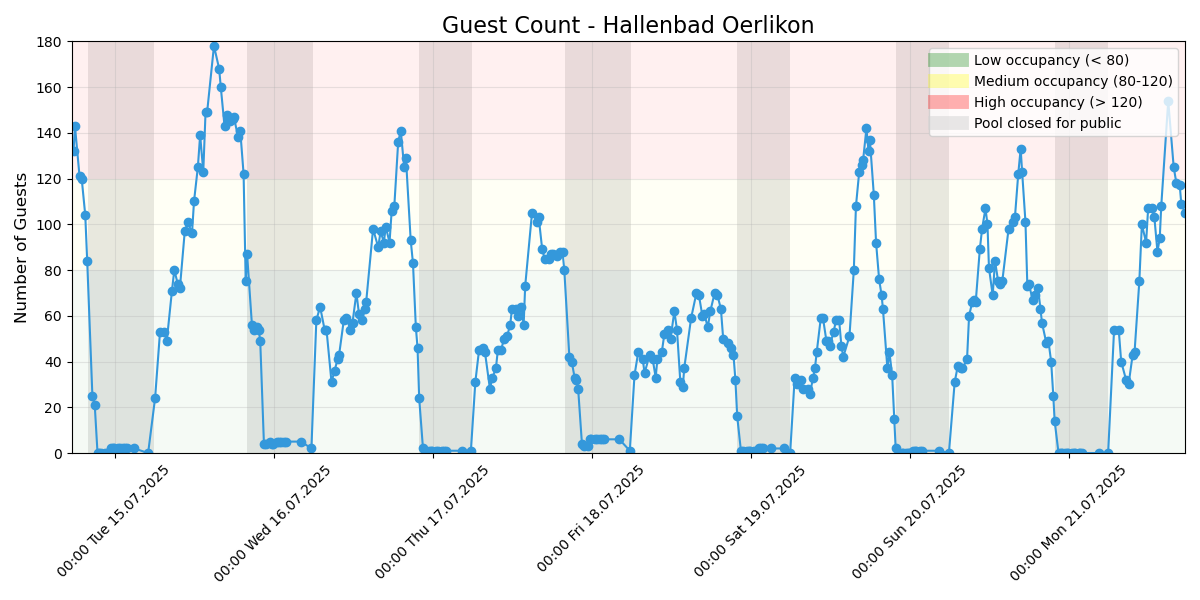 Guest Count - Hallenbad Oerlikon
Number of Guests
180
160
140
120
100
80
60
40
20
0
Low occupancy (< 80)
Medium occupancy (80-120)
High occupancy (> 120)
Pool closed for public
00:00 Tue 15.07.2025
00:00 Wed 16.07.2025
00:00 Thu 17.07.2025
00:00 Fri 18.07.2025
00:00 Sat 19.07.2025
00:00 Sun 20.07.2025
00:00 Mon 21.07.2025